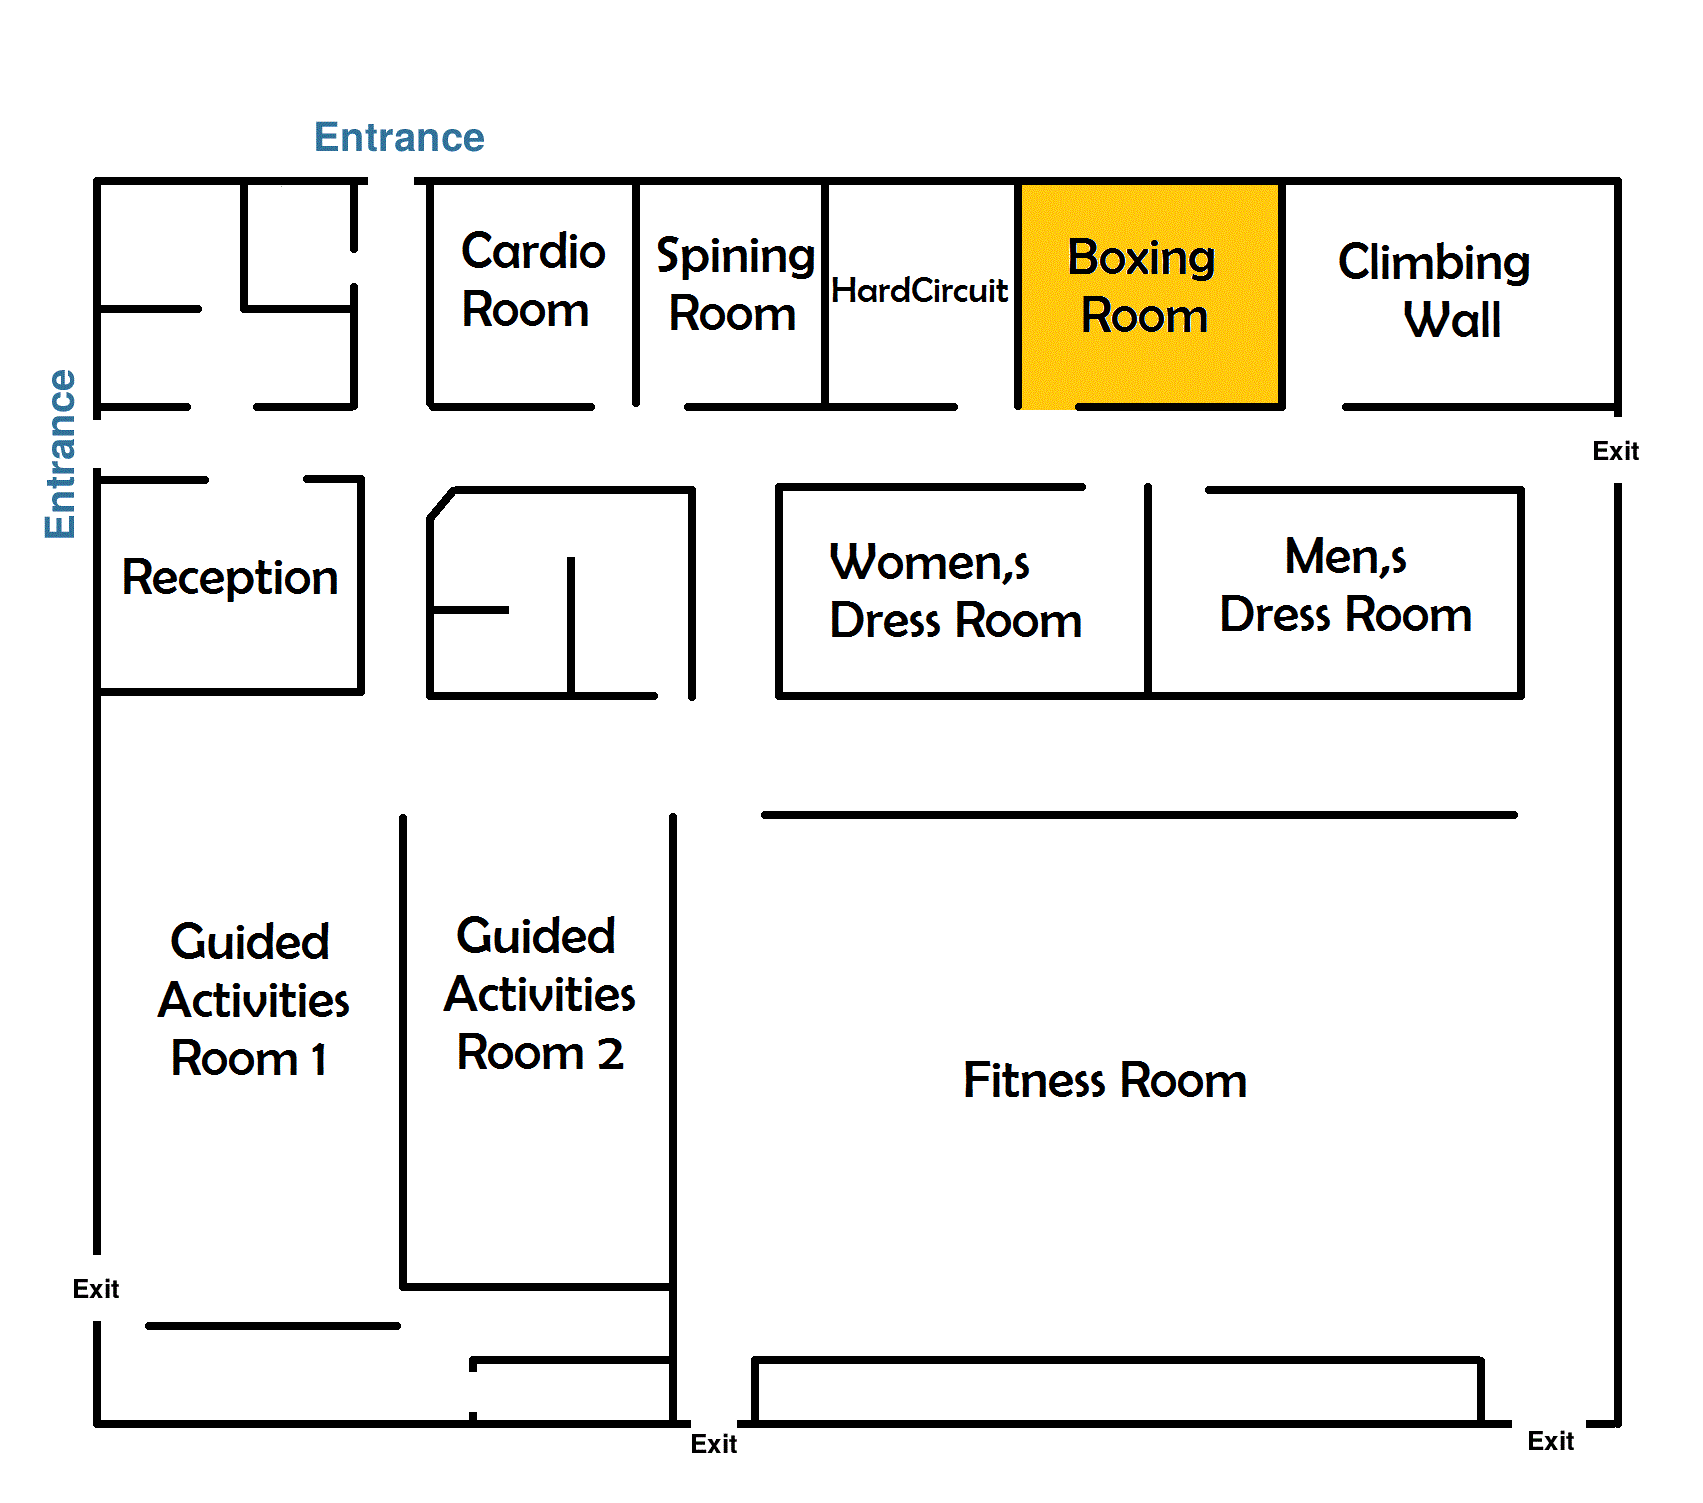 Entrance
Cardio
Room
Spining
Room
HardCircuit
Boxing
Room
Climbing
Wall
Entrance
Exit
Reception
Women,s
Dress Room
Men,s
Dress Room
Guided
Activities
Room 1
Guided
Activities
Room 2
Fitness Room
Exit
Exit
Exit